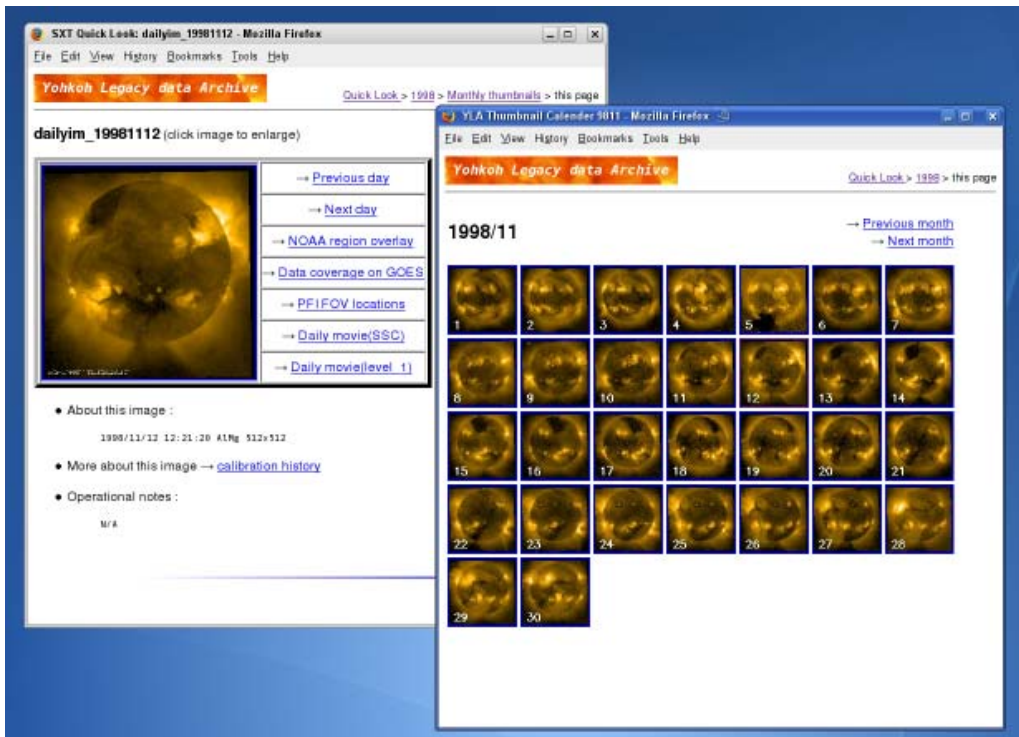 SXT Quick Look: dailyim_19981112 - Mozilla Firefox
File Edit View History Bookmarks Tools Help
Yohkoh Legacy data Archive
Quick Look > 1998 > Monthly thumbnails > this page
dailyim_19981112 (click image to enlarge)
→ Previous day
→ Next day
→ NOAA region overlay
→ Data coverage on GOES
→ PFI FOV locations
→ Daily movie(SSC)
→ Daily movie(level_1)
• About this image :
1998/11/12 12:21:20 AlMg 512x512
• More about this image → calibration history
• Operational notes :
N/A
YLA Thumbnail Calender 9811 - Mozilla Firefox
File Edit View History Bookmarks Tools Help
Yohkoh Legacy data Archive
Quick Look > 1998 > this page
1998/11
→ Previous month
→ Next month
1 2 3 4 5 6 7
8 9 10 11 12 13 14
15 16 17 18 19 20 21
22 23 24 25 26 27 28
29 30